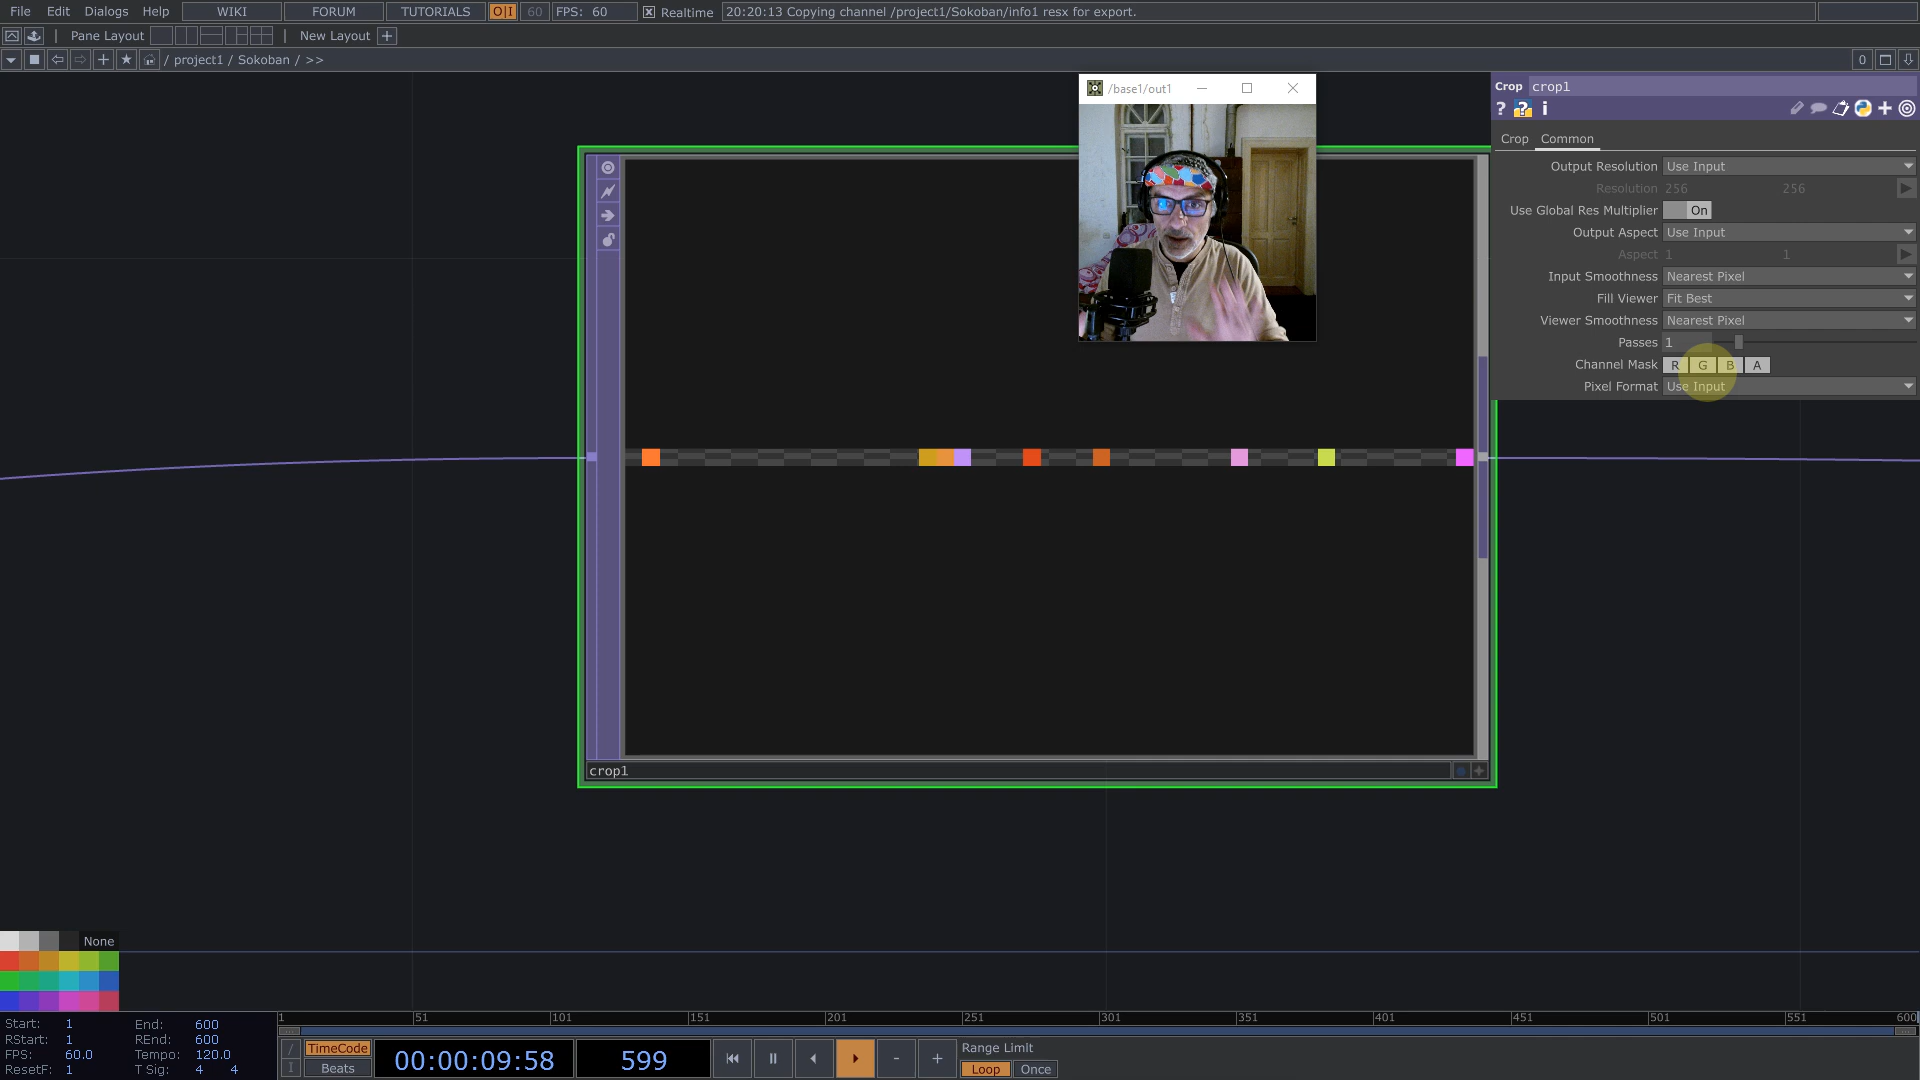 File Edit Dialogs Help WIKI FORUM TUTORIALS O|I 60 FPS: 60 Realtime 20:20:13 Copying channel /project1/Sokoban/info1 resx for export.
Pane Layout New Layout +
/ project1 / Sokoban / >> 0
/base1/out1
Crop crop1
? ? i
Crop Common
Output Resolution Use Input
Resolution 256 256
Use Global Res Multiplier On
Output Aspect Use Input
Aspect 1 1
Input Smoothness Nearest Pixel
Fill Viewer Fit Best
Viewer Smoothness Nearest Pixel
Passes 1
Channel Mask R G B A
Pixel Format Use Input
crop1
None
1 51 101 151 201 251 301 351 401 451 501 551 600
Start: 1 End: 600
RStart: 1 REnd: 600
FPS: 60.0 Tempo: 120.0
ResetF: 1 T Sig: 4 4
/ TimeCode
I Beats
00:00:09:58 599 - +
Range Limit
Loop Once